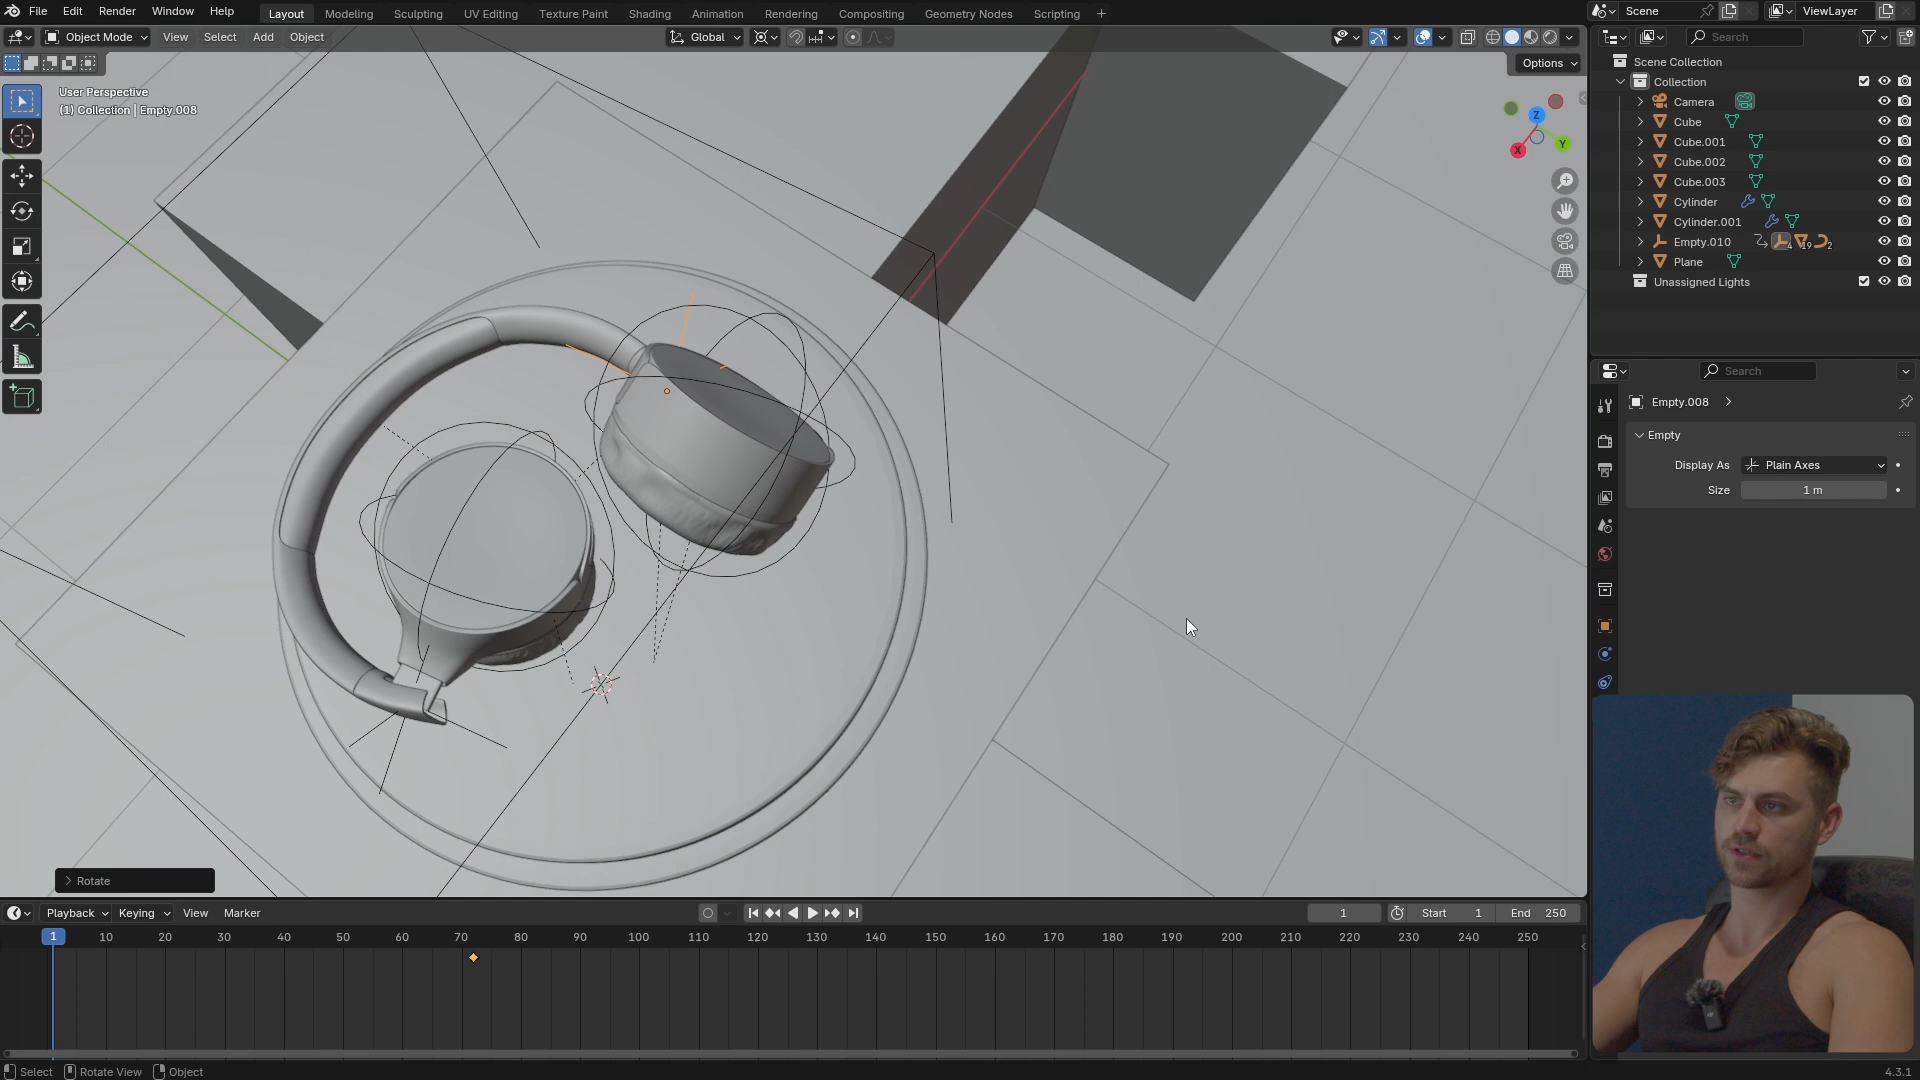 File Edit Render Window Help
Layout Modeling Sculpting UV Editing Texture Paint Shading Animation Rendering Compositing Geometry Nodes Scripting +
Scene ViewLayer
Object Mode View Select Add Object
Global
Search
Options
User Perspective
(1) Collection | Empty.008
Z
Y
X
Scene Collection
Collection
Camera
Cube
Cube.001
Cube.002
Cube.003
Cylinder
Cylinder.001
Empty.010 4 19 2
Plane
Unassigned Lights
Search
Empty.008
Empty
Display As Plain Axes
Size 1 m
Rotate
Playback Keying View Marker
1 Start 1 End 250
1 10 20 30 40 50 60 70 80 90 100 110 120 130 140 150 160 170 180 190 200 210 220 230 240 250
Select Rotate View Object
4.3.1